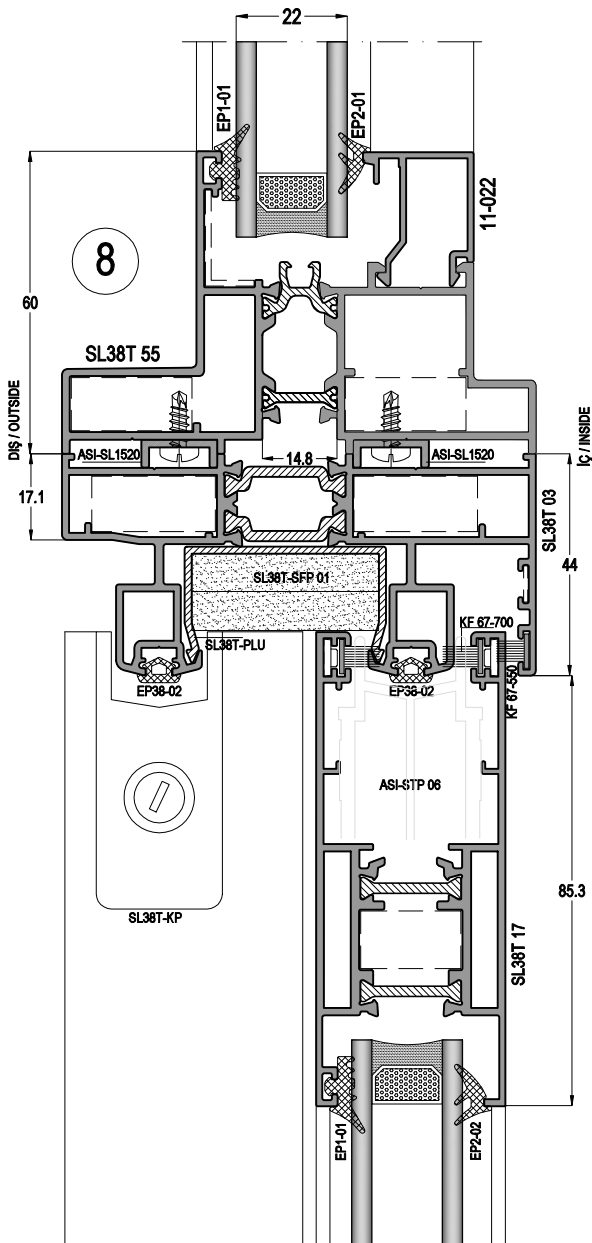 22
EP1-01
EP2-01
11-022
8
60
SL38T 55
DIŞ / OUTSIDE
ASI-SL1520
14.8
ASI-SL1520
İÇ / INSIDE
17.1
SL38T 03
SL38T-SFP 01
44
KF 67-700
SL38T-PLU
EP38-02
EP38-02
KF 67-550
ASI-STP 06
85.3
SL38T-KP
SL38T 17
EP1-01
EP2-02